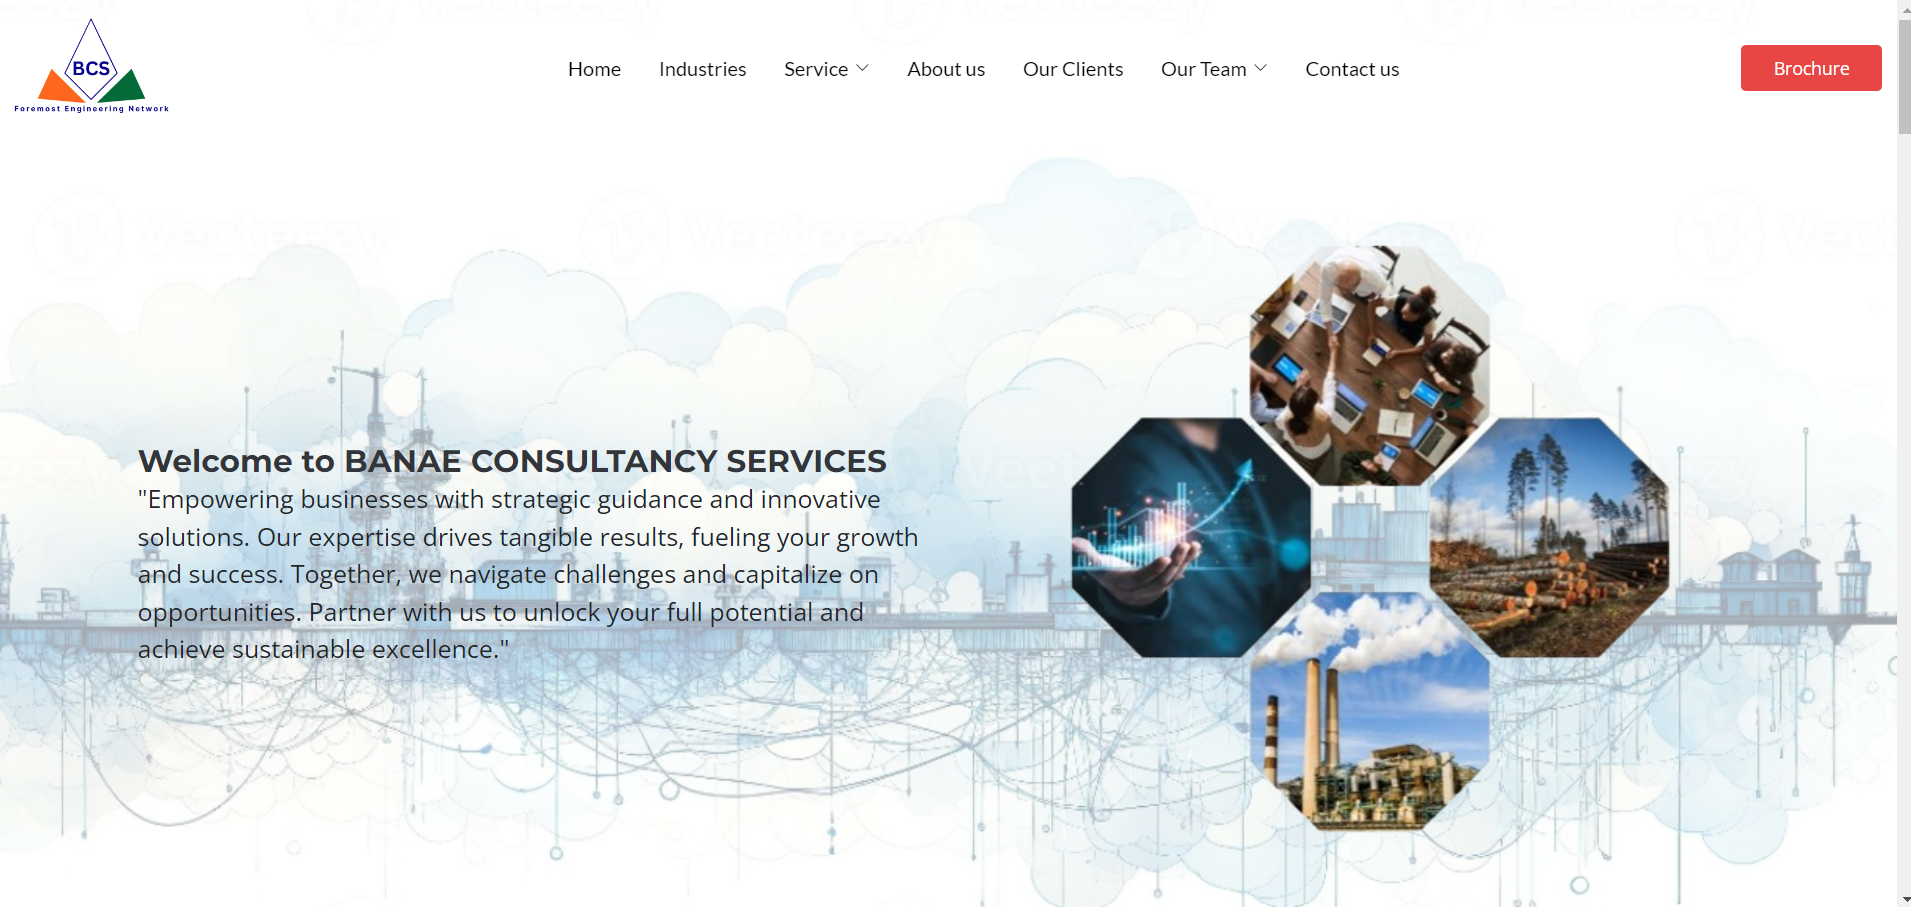 BCS
Foremost Engineering Network
Home
Industries
Service
About us
Our Clients
Our Team
Contact us
Brochure
Vecteezy
Vecteezy
Vecteezy
Welcome to BANAE CONSULTANCY SERVICES
"Empowering businesses with strategic guidance and innovative
solutions. Our expertise drives tangible results, fueling your growth
and success. Together, we navigate challenges and capitalize on
opportunities. Partner with us to unlock your full potential and
achieve sustainable excellence."